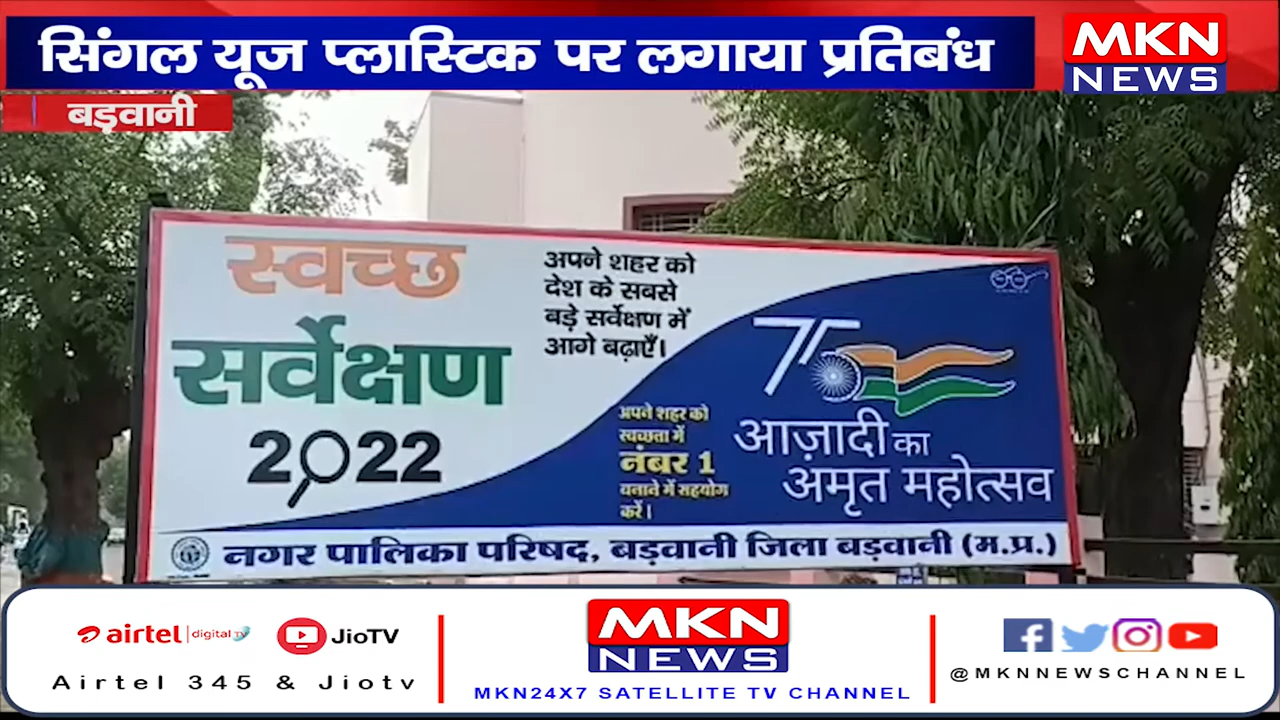 सिंगल यूज प्लास्टिक पर लगाया प्रतिबंध
MKN
NEWS
बड़वानी
स्वच्छ
सर्वेक्षण
2022
अपने शहर को
देश के सबसे
बड़े सर्वेक्षण में
आगे बढ़ाएँ।
अपने शहर को
स्वच्छता में
नंबर 1
बनाने में सहयोग
करें।
75
आज़ादी का
अमृत महोत्सव
नगर पालिका परिषद, बड़वानी जिला बड़वानी (म.प्र.)
airtel digital TV
JioTV
Airtel 345 & Jiotv
MKN
NEWS
MKN24X7 SATELLITE TV CHANNEL
@MKNNEWSCHANNEL